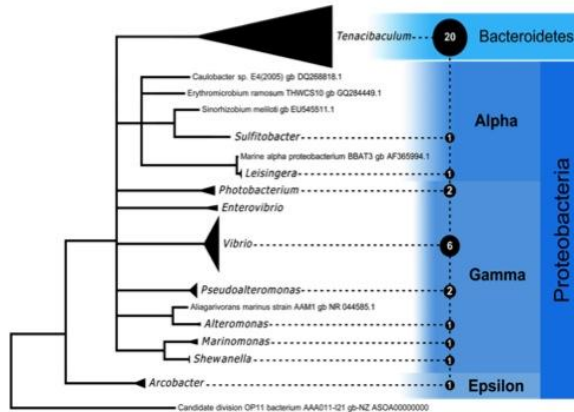 Tenacibaculum 20 Bacteroidetes
Caulobacter sp. E4(2005) gb DQ268818.1
Erythromicrobium ramosum THWCS10 gb GQ284449.1
Sinorhizobium meliloti gb EU545511.1
Sulfitobacter 1
Marine alpha proteobacterium BBAT3 gb AF365994.1
Leisingera 1
Alpha
Photobacterium 2
Enterovibrio
Vibrio 6
Pseudoalteromonas 2
Aliagarivorans marinus strain AAM1 gb NR 044585.1
Alteromonas 1
Marinomonas 1
Shewanella 1
Gamma
Arcobacter 1 Epsilon
Proteobacteria
Candidate division OP11 bacterium AAA011-I21 gb-NZ ASOA00000000